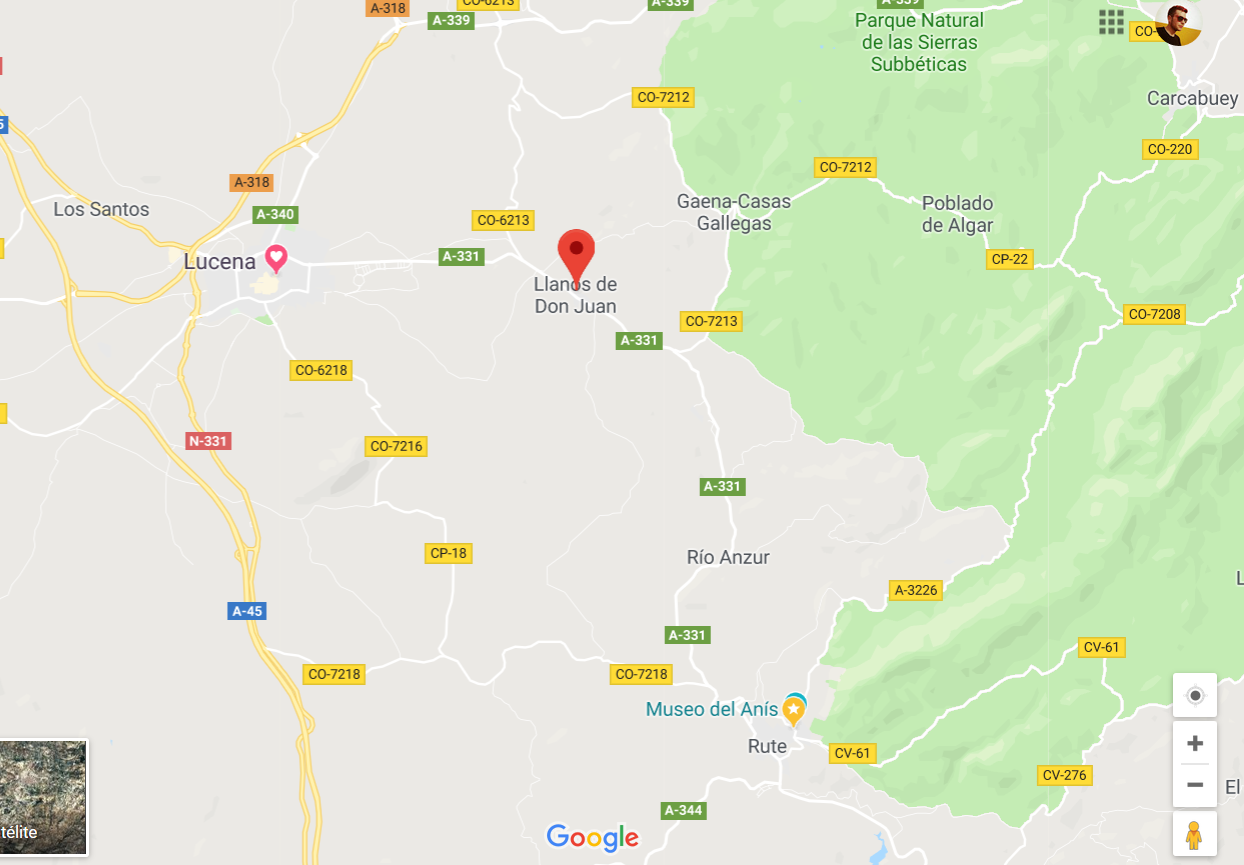 A-318
CO-6213
A-339
A-339
A-339
Parque Natural
de las Sierras
Subbéticas
CO-
CO-7212
Carcabuey
CO-220
CO-7212
A-318
Los Santos
A-340
CO-6213
Gaena-Casas
Gallegas
Poblado
de Algar
A-331
Lucena
CP-22
Llanos de
Don Juan
CO-7208
CO-7213
A-331
CO-6218
N-331
CO-7216
A-331
CP-18
Río Anzur
A-3226
A-45
A-331
CV-61
CO-7218
CO-7218
Museo del Anís
Rute
CV-61
CV-276
El
A-344
télite
Google